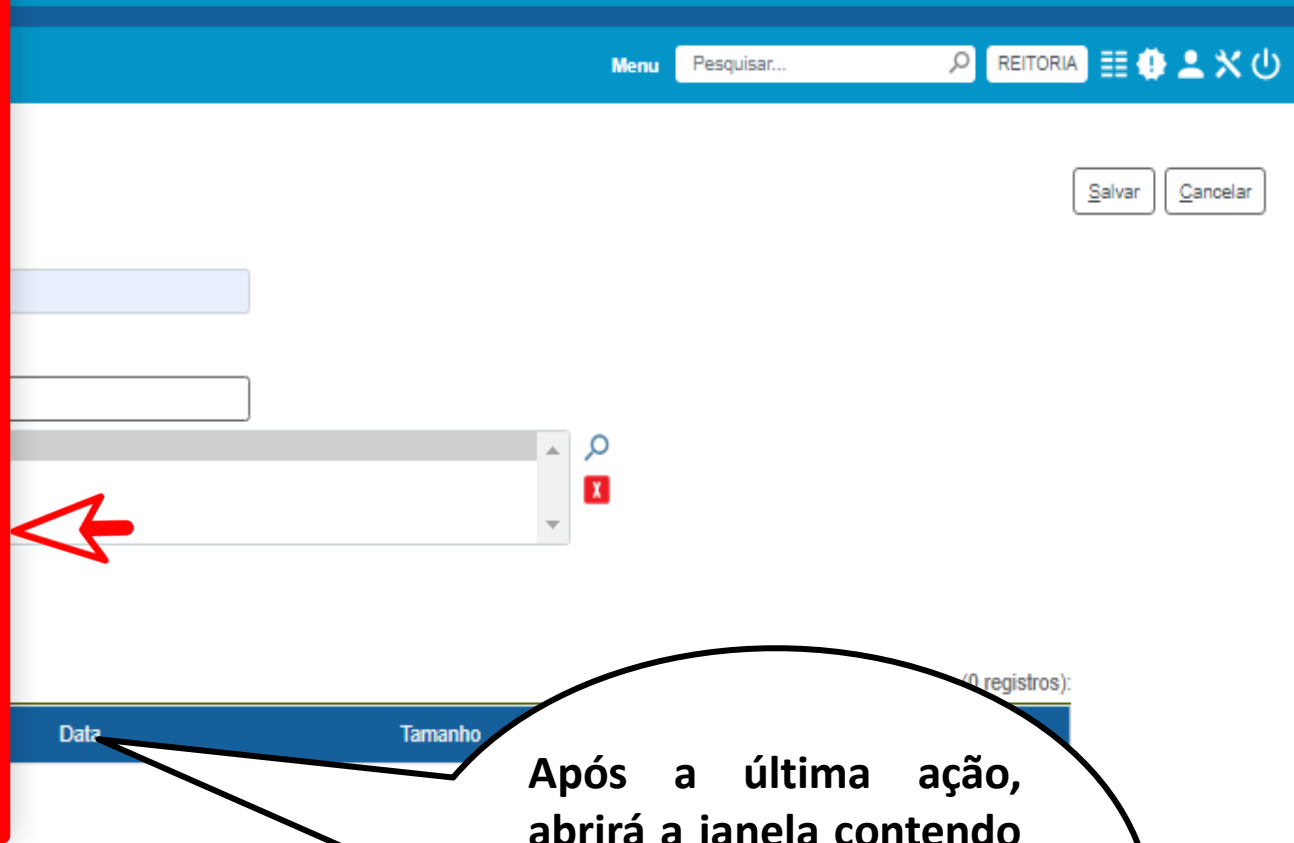 Menu Pesquisar... REITORIA
Salvar Cancelar
X
(0 registros):
Data Tamanho
Após a última ação,
abrirá a janela contendo